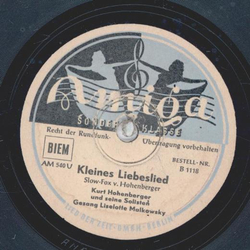 Amiga
SONDER KLASSE
Recht der Rundfunk- Übertragung vorbehalten
BIEM
AM 540 U
BESTELL-NR.
B 1118
Kleines Liebeslied
Slow-Fox v. Hohenberger
Kurt Hohenberger
und seine Solisten
Gesang Liselotte Malkowsky